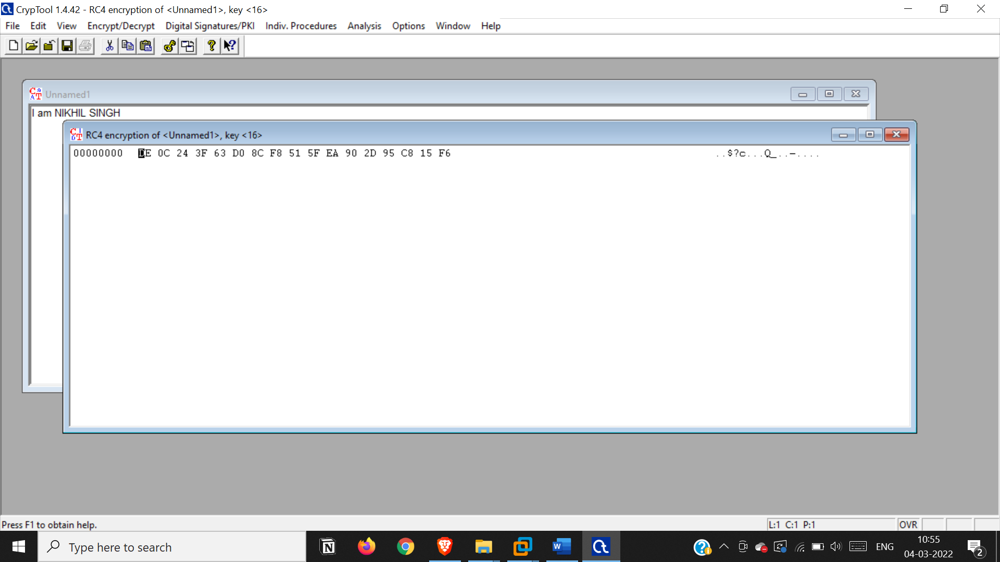 CrypTool 1.4.42 - RC4 encryption of <Unnamed1>, key <16>
File Edit View Encrypt/Decrypt Digital Signatures/PKI Indiv. Procedures Analysis Options Window Help
Unnamed1
I am NIKHIL SINGH
RC4 encryption of <Unnamed1>, key <16>
00000000 DE 0C 24 3F 63 D0 8C F8 51 5F EA 90 2D 95 C8 15 F6 ..$?c...Q_..-....
Press F1 to obtain help.
L:1 C:1 P:1
OVR
Type here to search
ENG
10:55
04-03-2022
2